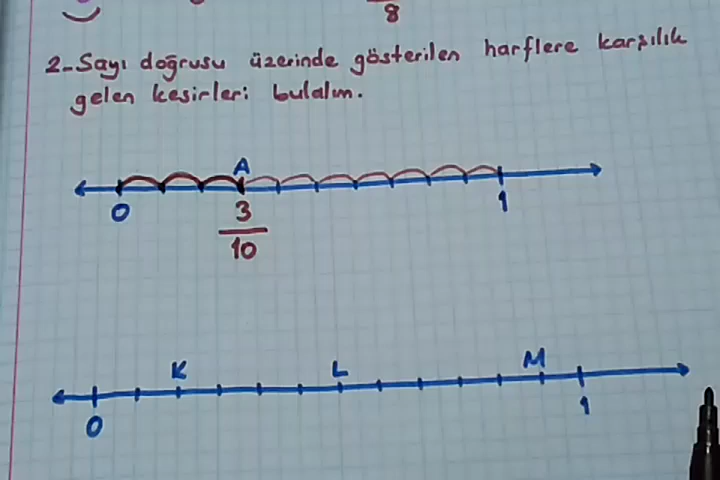 8
2- Sayı doğrusu üzerinde gösterilen harflere karşılık
gelen kesirleri bulalım.
A
0 3/10 1
K L M
0 1